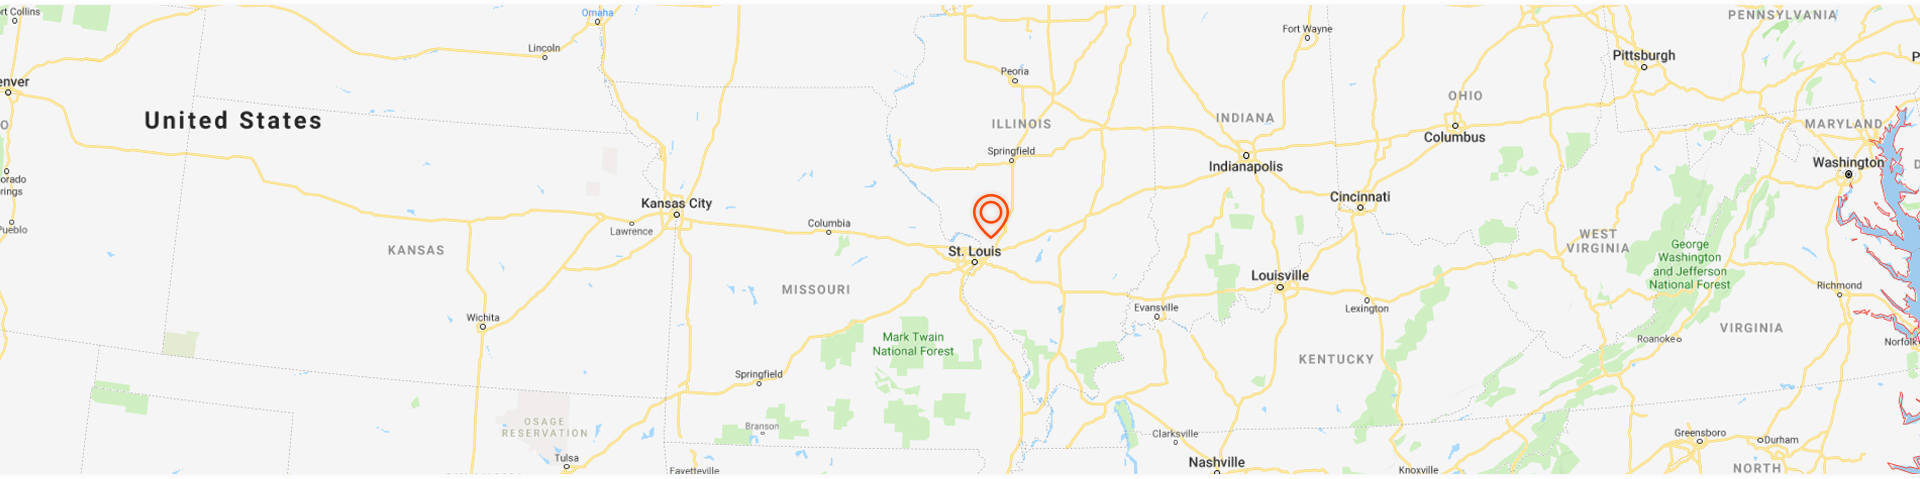 rt Collins
Omaha
PENNSYLVANIA
Fort Wayne
Lincoln
Pittsburgh
P
Peoria
enver
OHIO
United States
ILLINOIS
INDIANA
MARYLAND
O
Columbus
Springfield
Indianapolis
Washington
D
orado
rings
Kansas City
Cincinnati
Pueblo
Lawrence
Columbia
KANSAS
St. Louis
WEST
VIRGINIA
George
Washington
and Jefferson
National Forest
Louisville
MISSOURI
Richmond
Wichita
Evansville
Lexington
VIRGINIA
Mark Twain
National Forest
Roanoke
Norfolk
KENTUCKY
Springfield
OSAGE
RESERVATION
Branson
Clarksville
Greensboro
Durham
Tulsa
Fayetteville
Nashville
Knoxville
NORTH